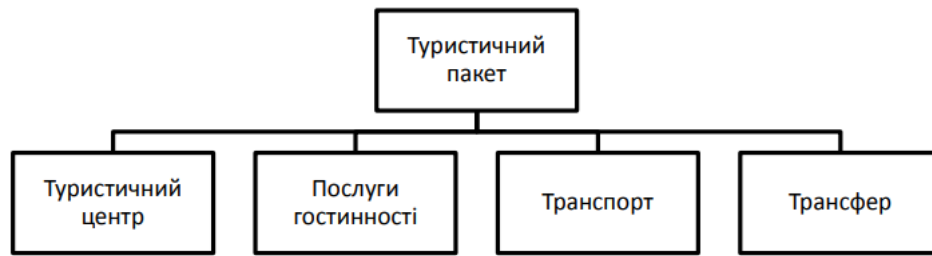 Туристичний
пакет
Туристичний
центр
Послуги
гостинності
Транспорт
Трансфер